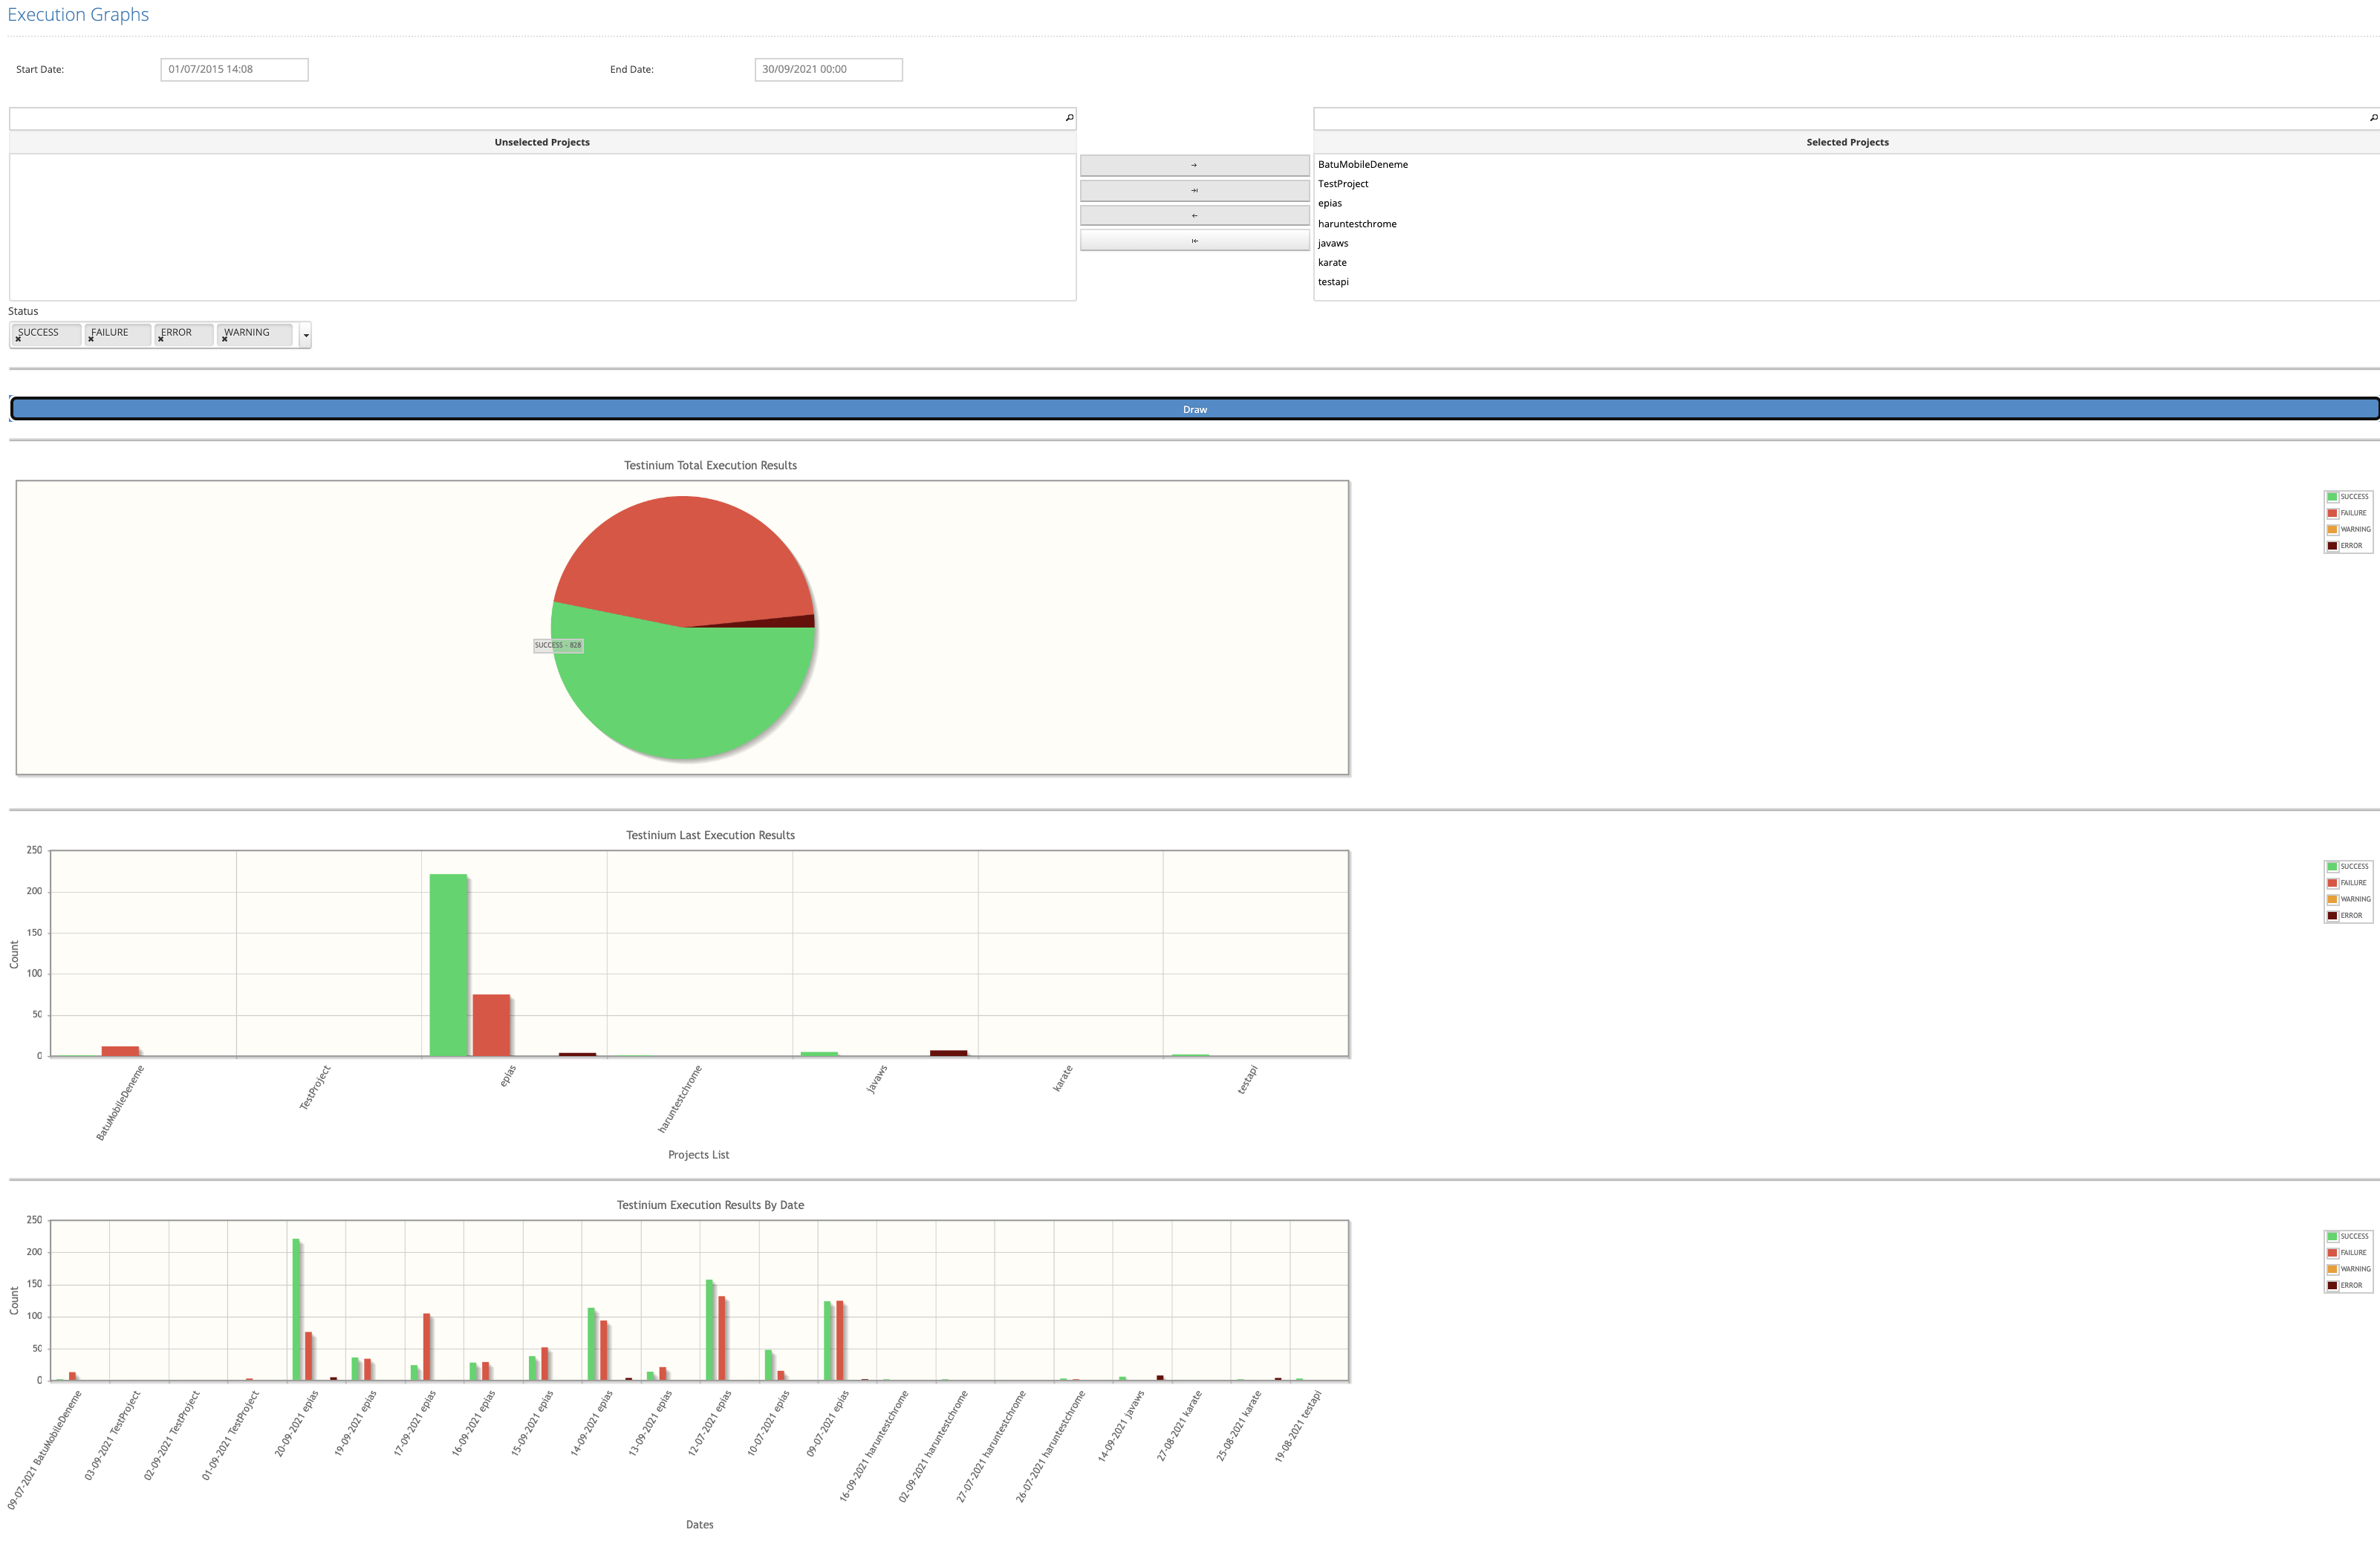 Execution Graphs
Start Date: 01/07/2015 14:08 End Date: 30/09/2021 00:00
Unselected Projects Selected Projects
BatuMobileDeneme
TestProject
epias
haruntestchrome
javaws
karate
testapi
Status
SUCCESS FAILURE ERROR WARNING
Draw
Testinium Total Execution Results
SUCCESS - 828
SUCCESS
FAILURE
WARNING
ERROR
Testinium Last Execution Results
250
200
150
100
50
0
Count
BatuMobileDeneme
TestProject
epias
haruntestchrome
javaws
karate
testapi
Projects List
SUCCESS
FAILURE
WARNING
ERROR
Testinium Execution Results By Date
250
200
150
100
50
0
Count
09-07-2021 BatuMobileDeneme
03-09-2021 TestProject
02-09-2021 TestProject
01-09-2021 TestProject
20-09-2021 epias
19-09-2021 epias
17-09-2021 epias
16-09-2021 epias
15-09-2021 epias
14-09-2021 epias
13-09-2021 epias
12-07-2021 epias
10-07-2021 epias
09-07-2021 epias
16-09-2021 haruntestchrome
02-09-2021 haruntestchrome
27-07-2021 haruntestchrome
26-07-2021 haruntestchrome
14-09-2021 javaws
27-08-2021 karate
25-08-2021 karate
19-08-2021 testapi
Dates
SUCCESS
FAILURE
WARNING
ERROR